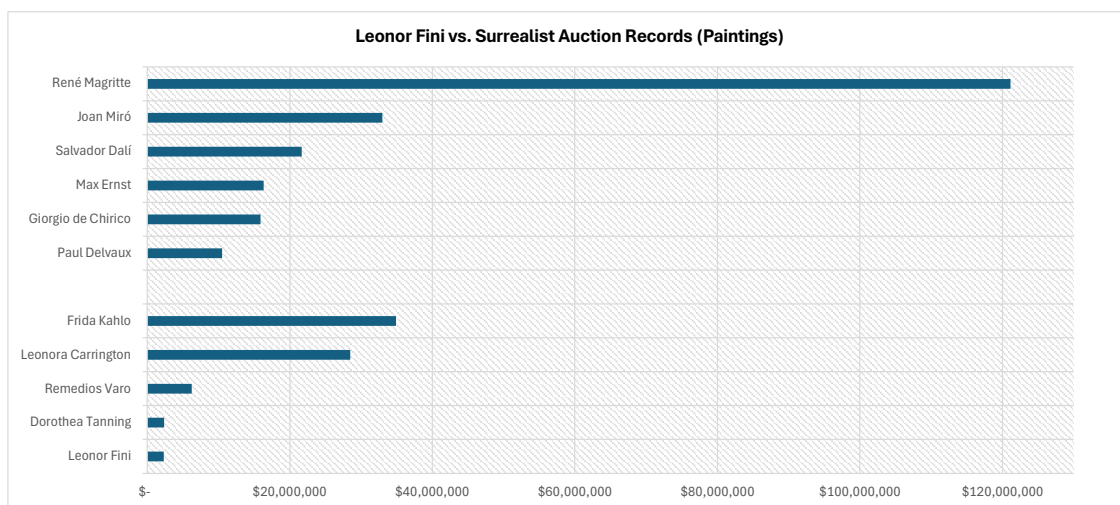 Leonor Fini vs. Surrealist Auction Records (Paintings)
René Magritte
Joan Miró
Salvador Dalí
Max Ernst
Giorgio de Chirico
Paul Delvaux
Frida Kahlo
Leonora Carrington
Remedios Varo
Dorothea Tanning
Leonor Fini
$- $20,000,000 $40,000,000 $60,000,000 $80,000,000 $100,000,000 $120,000,000